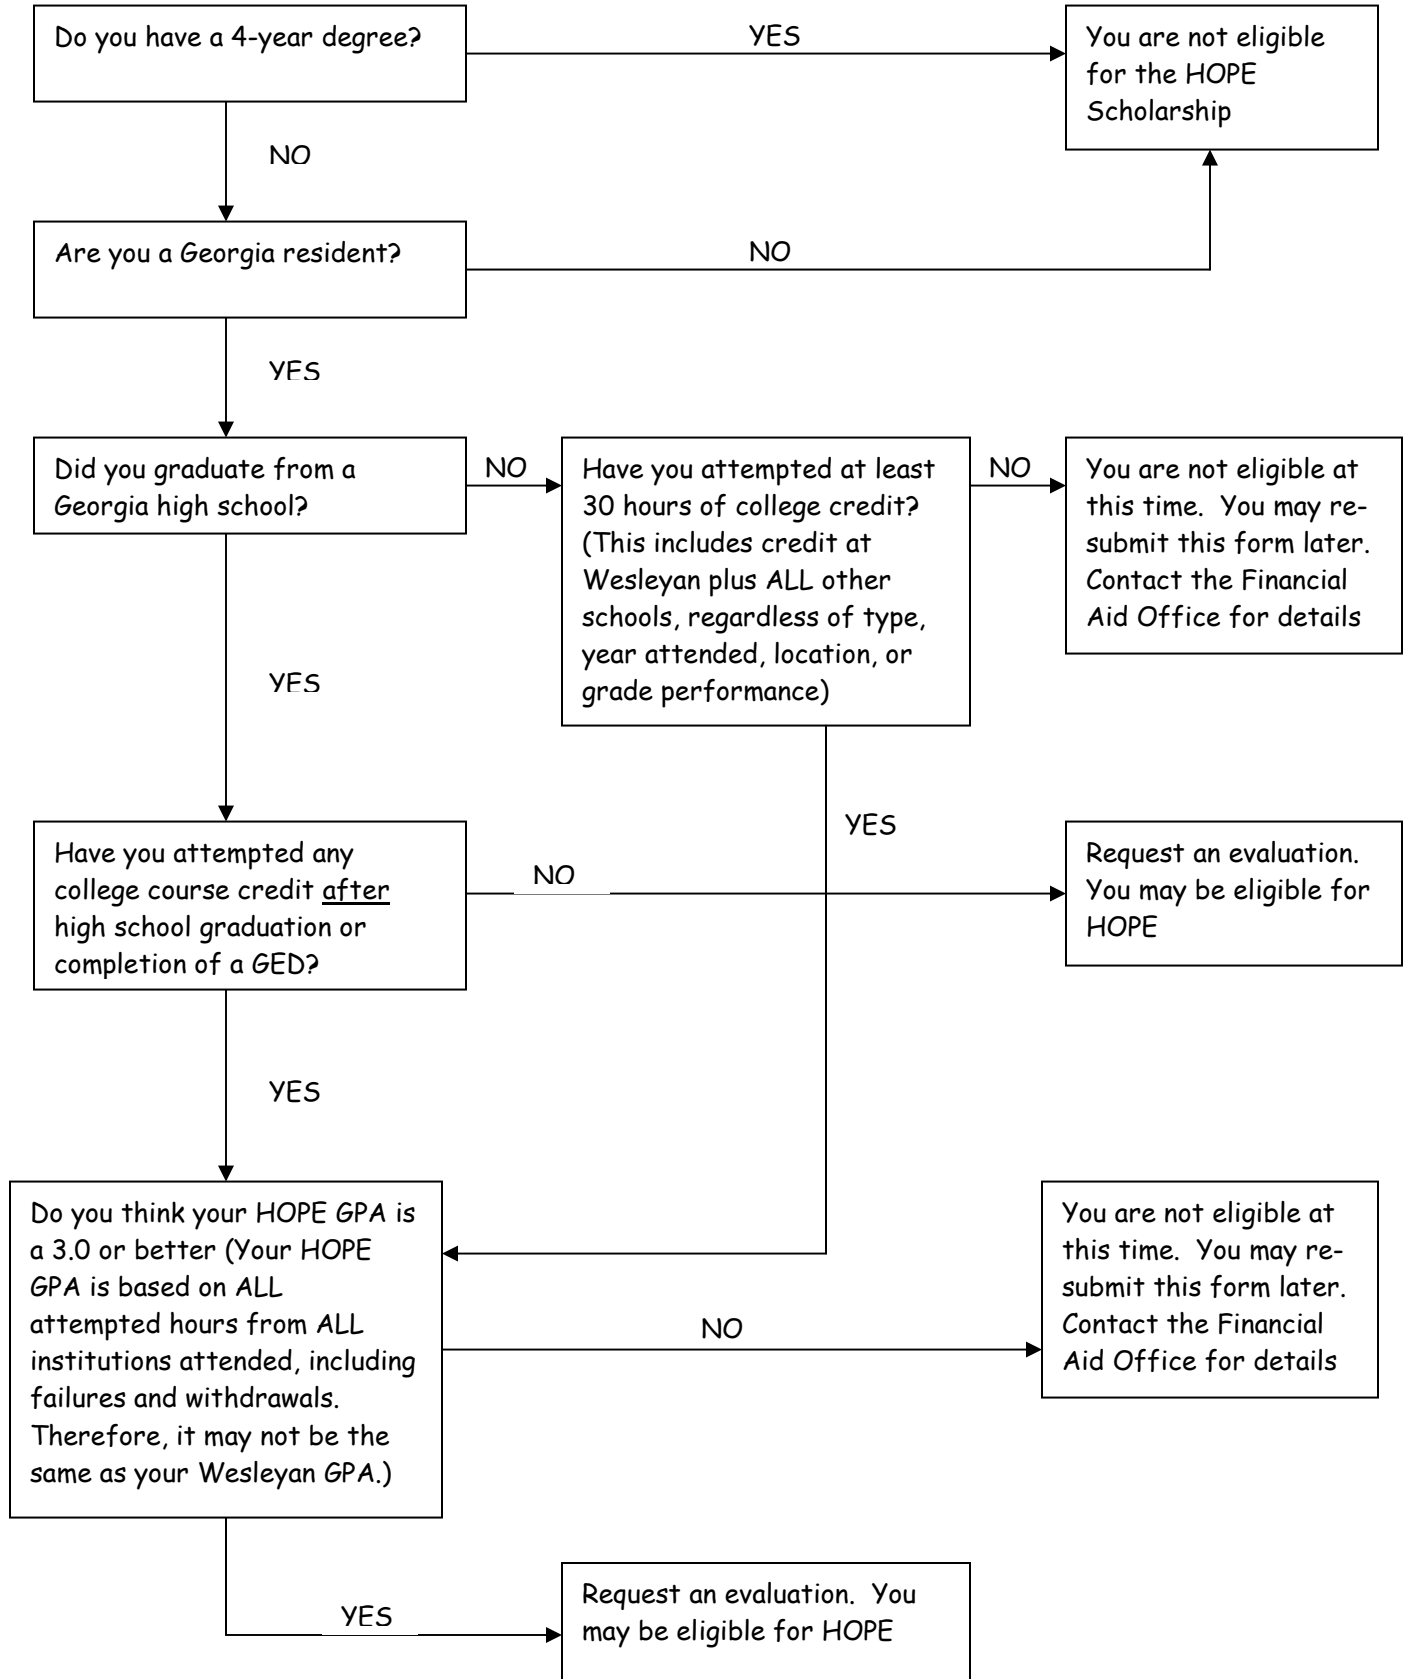 Do you have a 4-year degree?
YES
You are not eligible
for the HOPE
Scholarship
NO
Are you a Georgia resident?
NO
YES
Did you graduate from a
Georgia high school?
NO
Have you attempted at least
30 hours of college credit?
(This includes credit at
Wesleyan plus ALL other
schools, regardless of type,
year attended, location, or
grade performance)
NO
You are not eligible at
this time.  You may re-
submit this form later.
Contact the Financial
Aid Office for details
YES
YES
Have you attempted any
college course credit after
high school graduation or
completion of a GED?
NO
Request an evaluation.
You may be eligible for
HOPE
YES
Do you think your HOPE GPA is
a 3.0 or better (Your HOPE
GPA is based on ALL
attempted hours from ALL
institutions attended, including
failures and withdrawals.
Therefore, it may not be the
same as your Wesleyan GPA.)
NO
You are not eligible at
this time.  You may re-
submit this form later.
Contact the Financial
Aid Office for details
YES
Request an evaluation.  You
may be eligible for HOPE